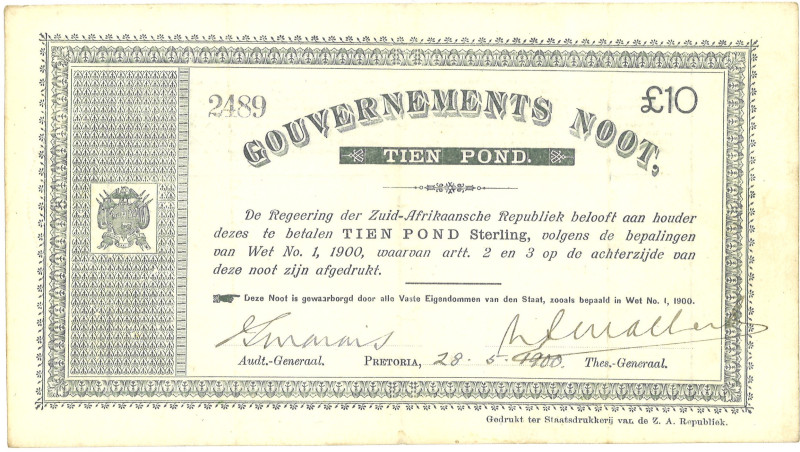 2489
£10
GOUVERNEMENTS NOOT,
TIEN POND.
De Regeering der Zuid-Afrikaansche Republiek belooft aan houder
dezes te betalen TIEN POND Sterling, volgens de bepalingen
van Wet No. 1, 1900, waarvan artt. 2 en 3 op de achterzijde van
deze noot zijn afgedrukt.
Deze Noot is gewaarborgd door alle Vaste Eigendommen van den Staat, zooals bepaald in Wet No. 1, 1900.
Audt.-Generaal. PRETORIA, 28. 5. 1900. Thes.-Generaal.
Gedrukt ter Staatsdrukkerij van de Z. A. Republiek.